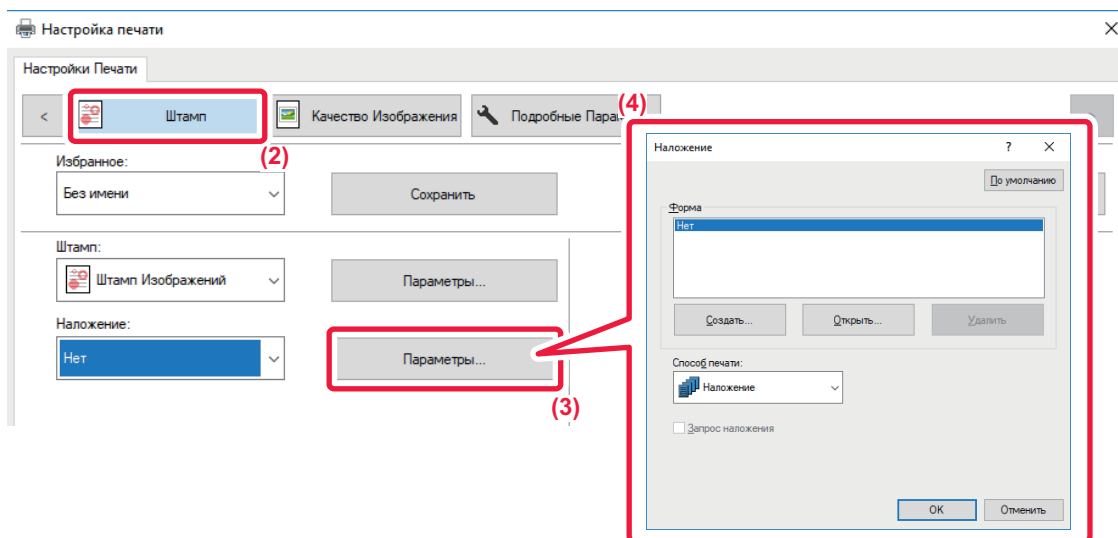 Настройка печати
Настройки Печати
< Штамп Качество Изображения Подробные Парам
(2)
(4)
Избранное:
Без имени Сохранить
Штамп:
Штамп Изображений Параметры...
Наложение:
Нет Параметры...
(3)
Наложение ?
По умолчанию
Форма
Нет
Создать... Открыть... Удалить
Способ печати:
Наложение
Запрос наложения
OK Отменить